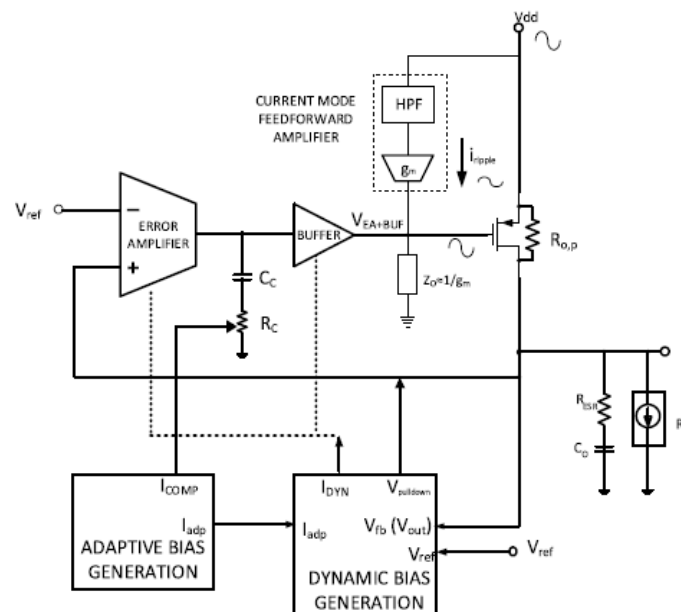 Vdd
CURRENT MODE
FEEDFORWARD
AMPLIFIER
HPF
gm
iripple
Vref
ERROR
AMPLIFIER
BUFFER
VEA+BUF
Ro,p
CC
RC
ZO=1/gm
RESR
CO
R
ICOMP
Iadp
ADAPTIVE BIAS
GENERATION
IDYN
Vpulldown
Iadp
Vfb (Vout)
Vref
Vref
DYNAMIC BIAS
GENERATION